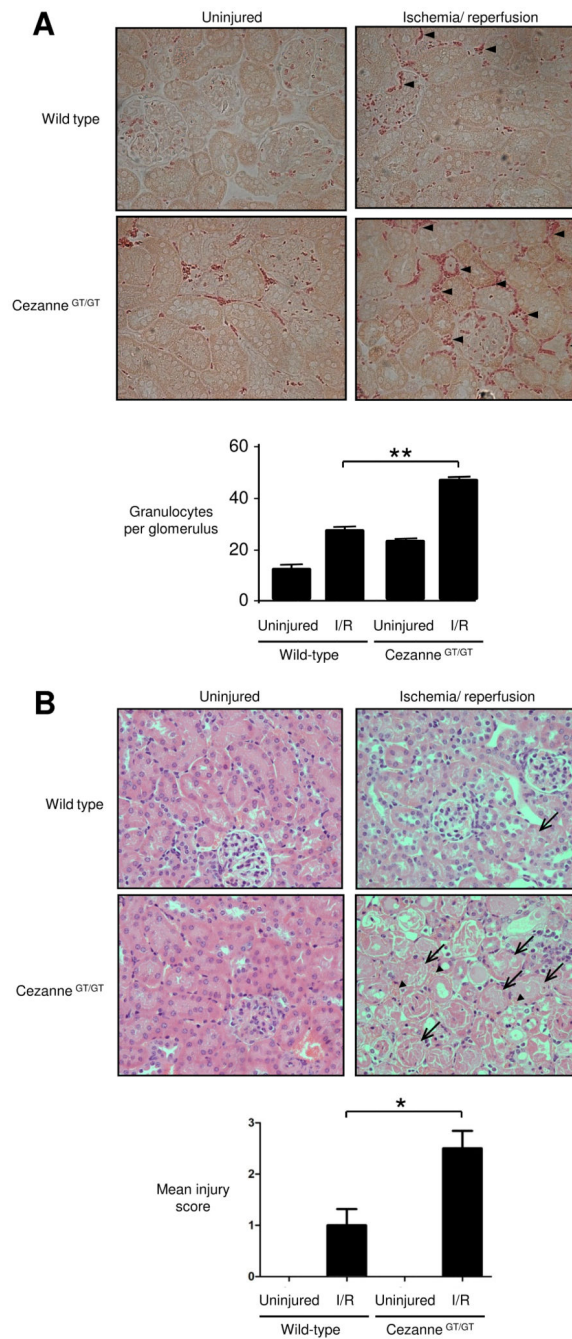 A
Uninjured Ischemia/ reperfusion
Wild type
Cezanne GT/GT
60
**
40
Granulocytes
per glomerulus
20
0
Uninjured I/R Uninjured I/R
Wild-type Cezanne GT/GT
B
Uninjured Ischemia/ reperfusion
Wild type
Cezanne GT/GT
3
*
2
Mean injury
score
1
0
Uninjured I/R Uninjured I/R
Wild-type Cezanne GT/GT